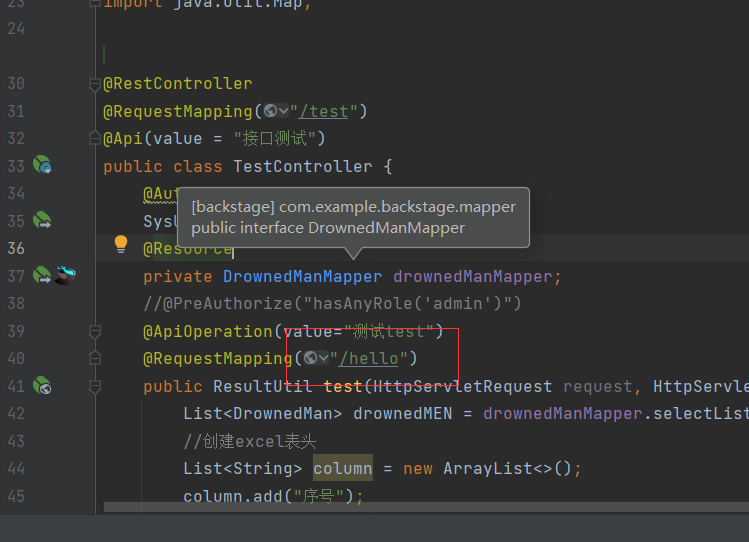 23 import java.util.Map;
24
30 @RestController
31 @RequestMapping("/test")
32 @Api(value = "接口测试")
33 public class TestController {
34 @Aut
[backstage] com.example.backstage.mapper
35 SysU
public interface DrownedManMapper
36 @Resource
37 private DrownedManMapper drownedManMapper;
38 //@PreAuthorize("hasAnyRole('admin')")
39 @ApiOperation(value="测试test")
40 @RequestMapping("/hello")
41 public ResultUtil test(HttpServletRequest request, HttpServle
42 List<DrownedMan> drownedMEN = drownedManMapper.selectList
43 //创建excel表头
44 List<String> column = new ArrayList<>();
45 column.add("序号");